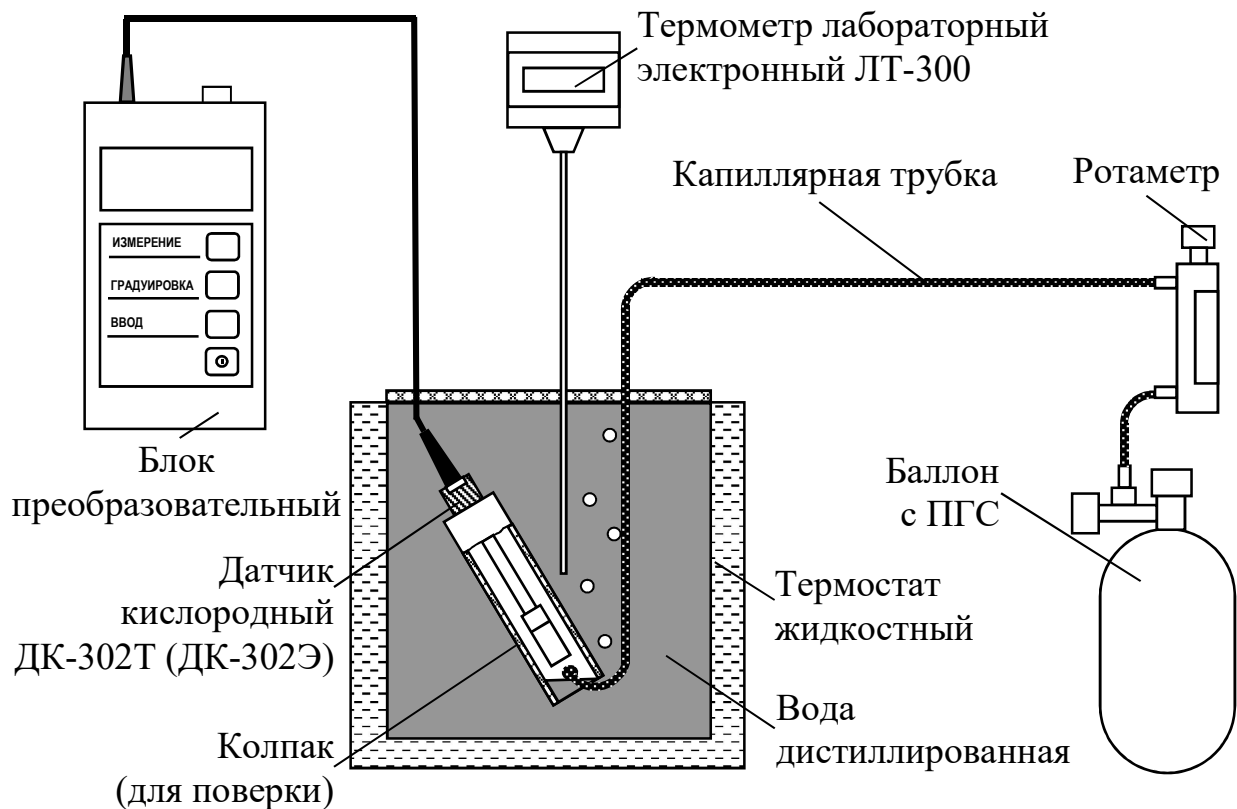 Термометр лабораторный
электронный ЛТ-300
Капиллярная трубка
Ротаметр
ИЗМЕРЕНИЕ
ГРАДУИРОВКА
ВВОД
Блок
преобразовательный
Баллон
с ПГС
Датчик
кислородный
ДК-302Т (ДК-302Э)
Термостат
жидкостный
Колпак
(для поверки)
Вода
дистиллированная